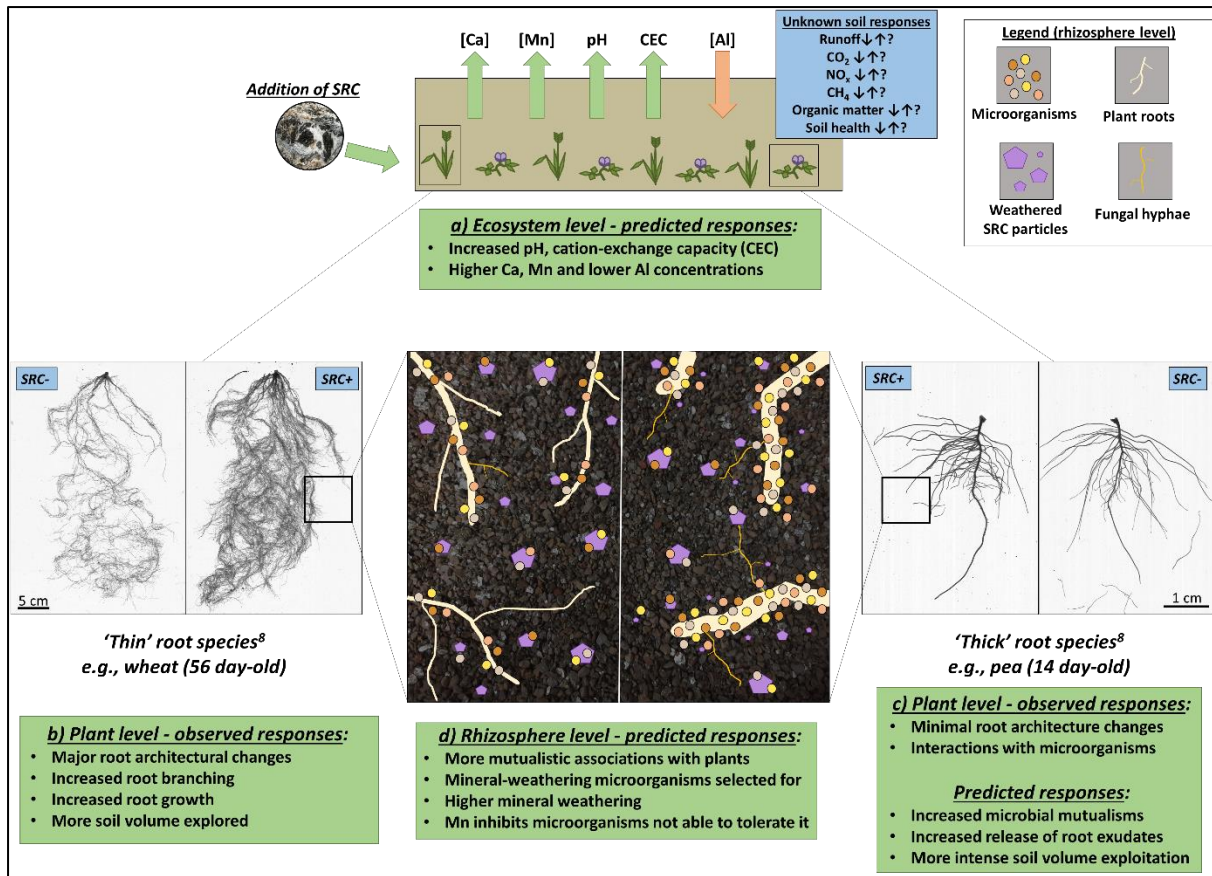 Addition of SRC
[Ca] [Mn] pH CEC [Al]
Unknown soil responses
Runoff ↓↑?
CO₂ ↓↑?
NOₓ ↓↑?
CH₄ ↓↑?
Organic matter ↓↑?
Soil health ↓↑?
Legend (rhizosphere level)
Microorganisms
Plant roots
Weathered
SRC particles
Fungal hyphae
a) Ecosystem level - predicted responses:
• Increased pH, cation-exchange capacity (CEC)
• Higher Ca, Mn and lower Al concentrations
SRC-
SRC+
5 cm
‘Thin’ root species⁸
e.g., wheat (56 day-old)
SRC+
SRC-
1 cm
‘Thick’ root species⁸
e.g., pea (14 day-old)
b) Plant level - observed responses:
• Major root architectural changes
• Increased root branching
• Increased root growth
• More soil volume explored
d) Rhizosphere level - predicted responses:
• More mutualistic associations with plants
• Mineral-weathering microorganisms selected for
• Higher mineral weathering
• Mn inhibits microorganisms not able to tolerate it
c) Plant level - observed responses:
• Minimal root architecture changes
• Interactions with microorganisms
Predicted responses:
• Increased microbial mutualisms
• Increased release of root exudates
• More intense soil volume exploitation